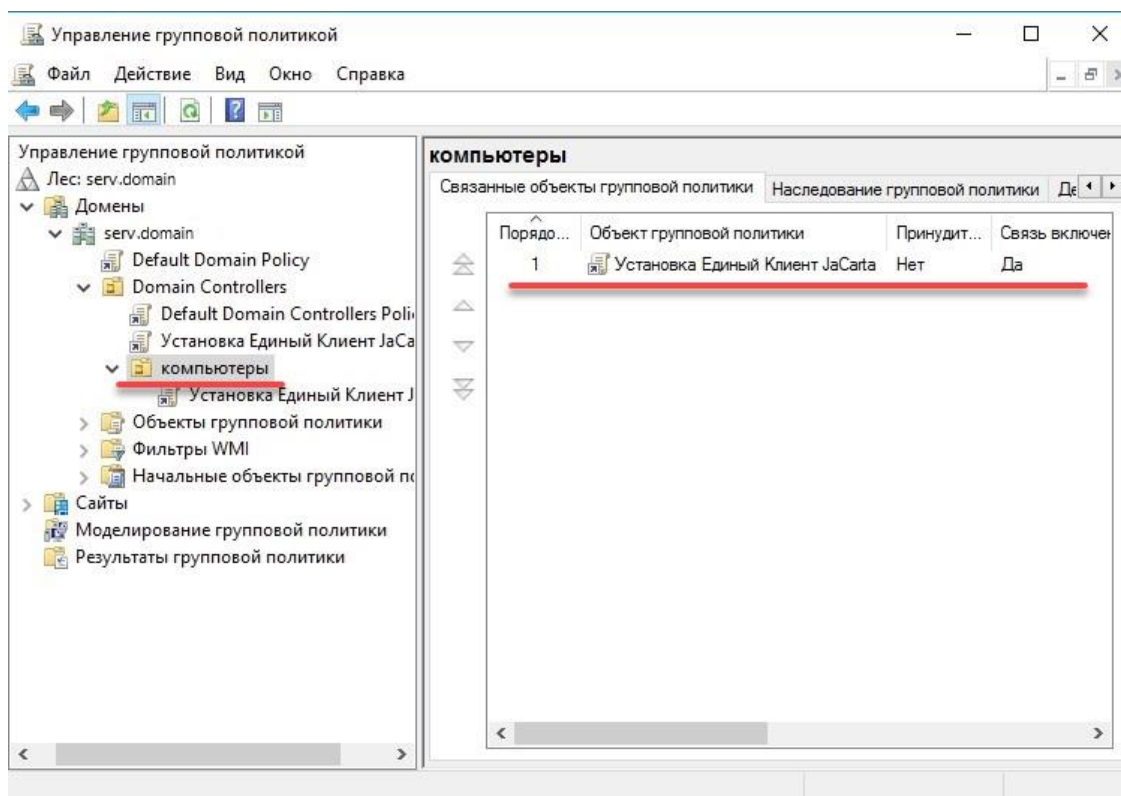 Управление групповой политикой
Файл Действие Вид Окно Справка
Управление групповой политикой
Лес: serv.domain
Домены
serv.domain
Default Domain Policy
Domain Controllers
Default Domain Controllers Poli
Установка Единый Клиент JaCa
компьютеры
Установка Единый Клиент J
Объекты групповой политики
Фильтры WMI
Начальные объекты групповой по
Сайты
Моделирование групповой политики
Результаты групповой политики
компьютеры
Связанные объекты групповой политики Наследование групповой политики Де
Порядо... Объект групповой политики Принудит... Связь включен
1 Установка Единый Клиент JaCarta Нет Да